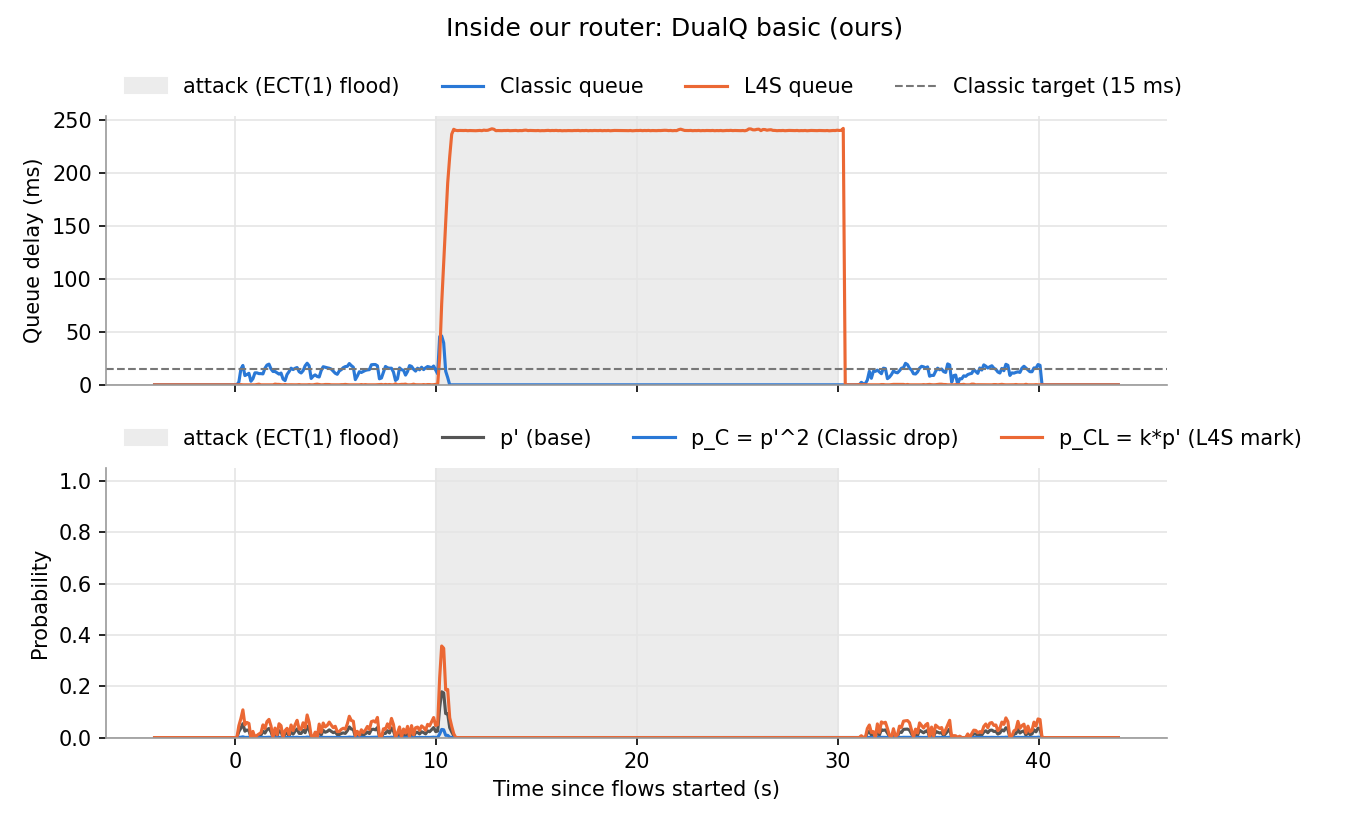 Inside our router: DualQ basic (ours)
attack (ECT(1) flood) Classic queue L4S queue Classic target (15 ms)
Queue delay (ms)
250
200
150
100
50
0
attack (ECT(1) flood) p' (base) p_C = p'^2 (Classic drop) p_CL = k*p' (L4S mark)
Probability
1.0
0.8
0.6
0.4
0.2
0.0
0 10 20 30 40
Time since flows started (s)